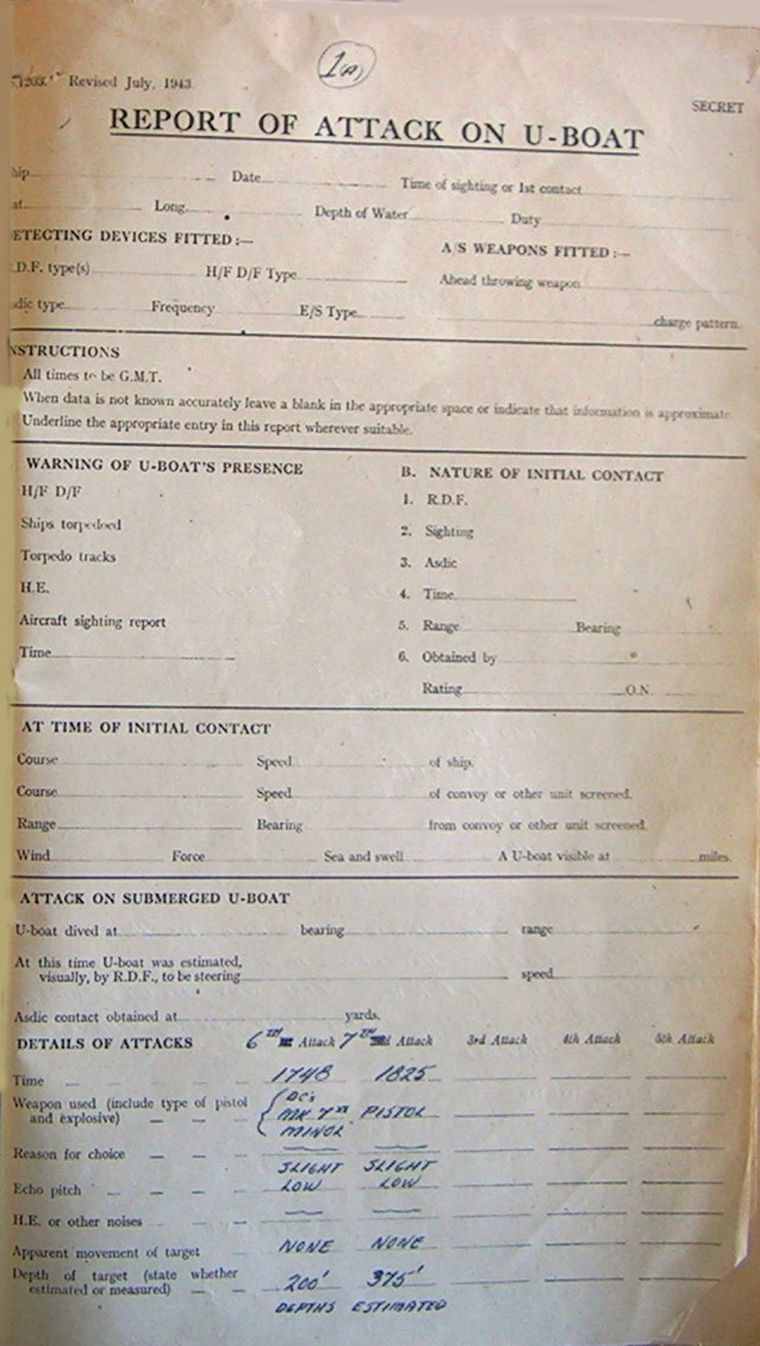 1(A)
Revised July, 1943.
SECRET
REPORT OF ATTACK ON U-BOAT
hip Date Time of sighting or 1st contact
at Long. Depth of Water Duty
ETECTING DEVICES FITTED :—
A/S WEAPONS FITTED :—
.D.F. type(s) H/F D/F Type Ahead throwing weapon
sdic type Frequency E/S Type charge pattern.
NSTRUCTIONS
All times to be G.M.T.
When data is not known accurately leave a blank in the appropriate space or indicate that information is approximate
Underline the appropriate entry in this report wherever suitable.
WARNING OF U-BOAT'S PRESENCE
H/F D/F
Ships torpedoed
Torpedo tracks
H.E.
Aircraft sighting report
Time
B. NATURE OF INITIAL CONTACT
1. R.D.F.
2. Sighting
3. Asdic
4. Time
5. Range Bearing
6. Obtained by
Rating O.N.
AT TIME OF INITIAL CONTACT
Course Speed of ship.
Course Speed of convoy or other unit screened.
Range Bearing from convoy or other unit screened.
Wind Force Sea and swell A U-boat visible at miles.
ATTACK ON SUBMERGED U-BOAT
U-boat dived at bearing range
At this time U-boat was estimated,
visually, by R.D.F., to be steering speed
Asdic contact obtained at yards.
DETAILS OF ATTACKS 6TH Attack 7TH Attack 3rd Attack 4th Attack 5th Attack
Time 1748 1825
Weapon used (include type of pistol and explosive) { DC's
MK 7 PISTOL
MINOL
Reason for choice — —
Echo pitch SLIGHT LOW SLIGHT LOW
H.E. or other noises — —
Apparent movement of target NONE NONE
Depth of target (state whether estimated or measured) 200' 375'
DEPTHS ESTIMATED